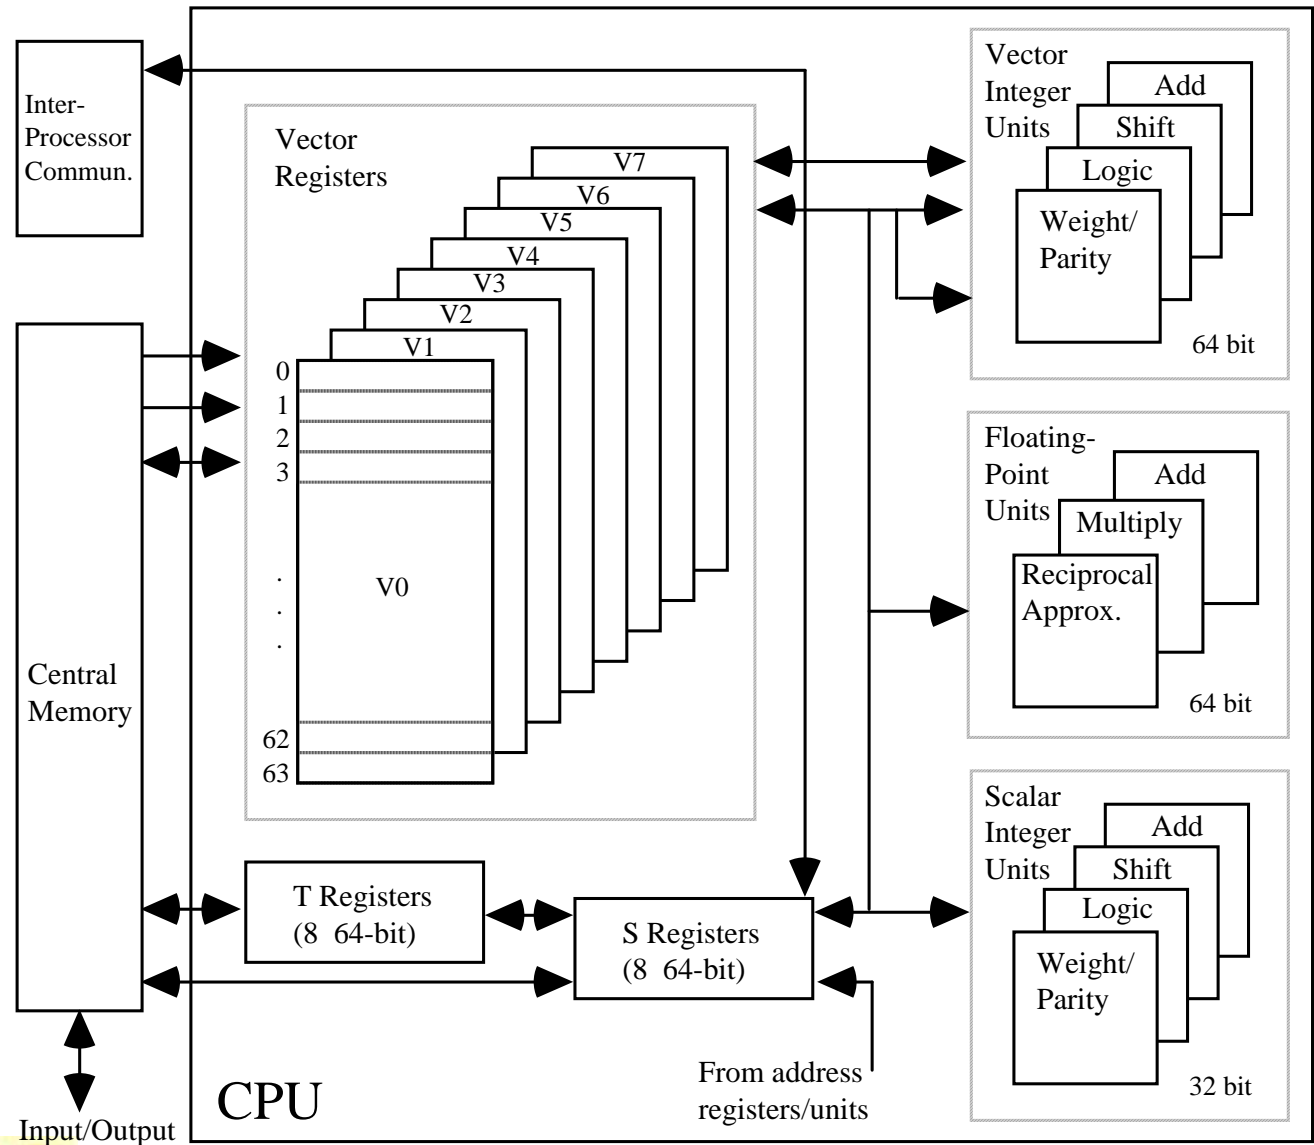 Inter-
Processor
Commun.
Vector
Registers
V7
V6
V5
V4
V3
V2
V1
0
1
2
3
.
.
.
V0
62
63
Vector
Integer
Units
Add
Shift
Logic
Weight/
Parity
64 bit
Floating-
Point
Units
Add
Multiply
Reciprocal
Approx.
64 bit
Central
Memory
T Registers
(8 64-bit)
S Registers
(8 64-bit)
Scalar
Integer
Units
Add
Shift
Logic
Weight/
Parity
32 bit
From address
registers/units
CPU
Input/Output